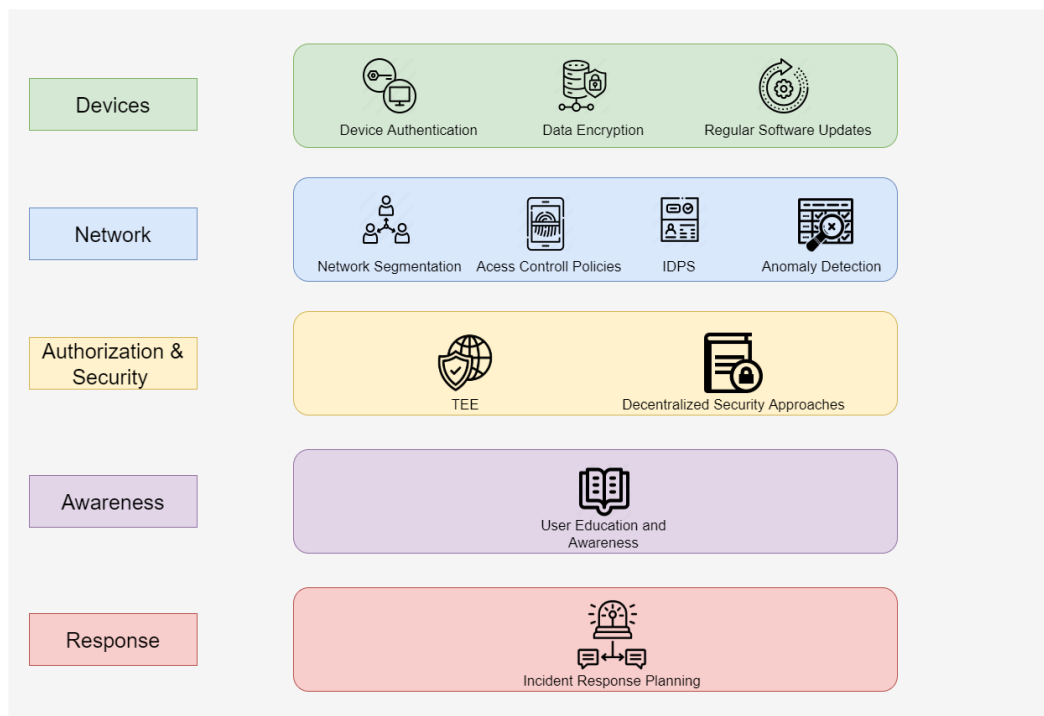 Devices
Device Authentication
Data Encryption
Regular Software Updates
Network
Network Segmentation
Acess Controll Policies
IDPS
Anomaly Detection
Authorization &
Security
TEE
Decentralized Security Approaches
Awareness
User Education and
Awareness
Response
Incident Response Planning